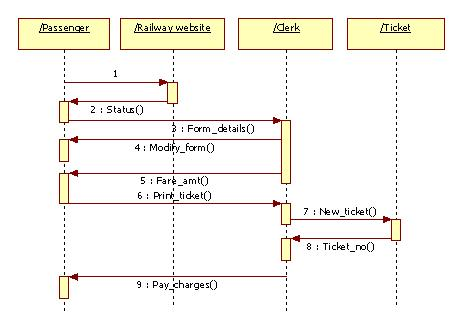 /Passenger
/Railway website
/Clerk
/Ticket
1
2 : Status()
3 : Form_details()
4 : Modify_form()
5 : Fare_amt()
6 : Print_ticket()
7 : New_ticket()
8 : Ticket_no()
9 : Pay_charges()